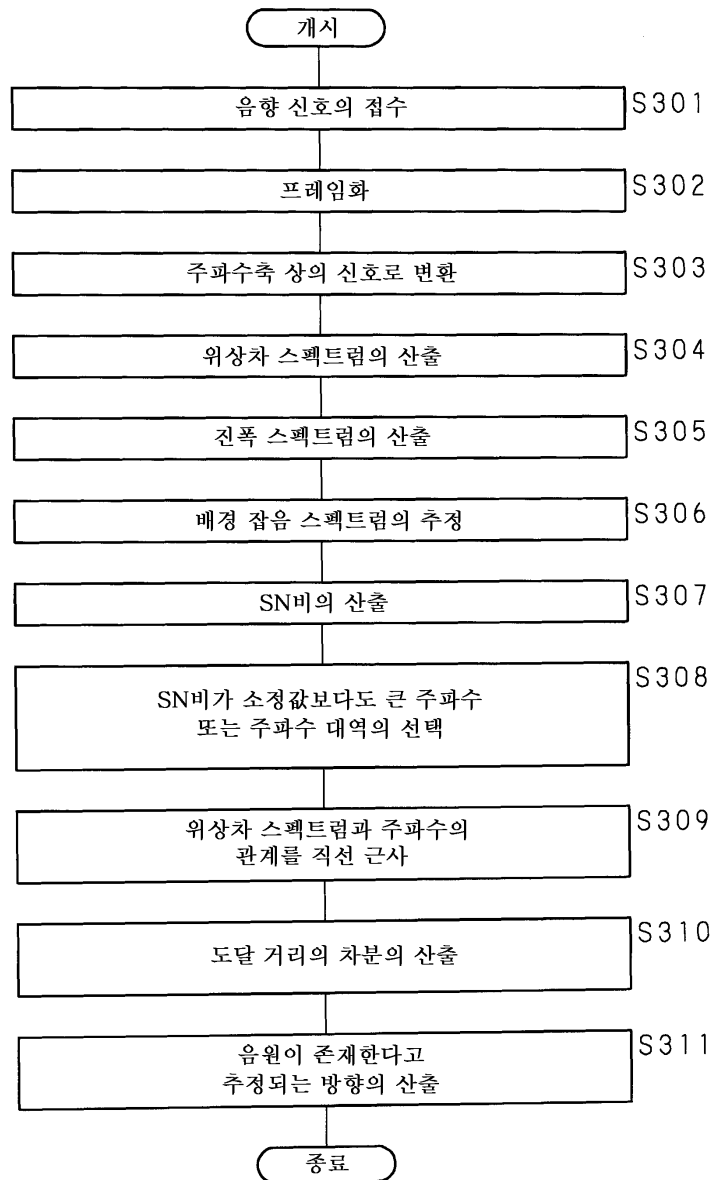 개시
음향 신호의 접수
S301
프레임화
S302
주파수축 상의 신호로 변환
S303
위상차 스펙트럼의 산출
S304
진폭 스펙트럼의 산출
S305
배경 잡음 스펙트럼의 추정
S306
SN비의 산출
S307
SN비가 소정값보다도 큰 주파수
또는 주파수 대역의 선택
S308
위상차 스펙트럼과 주파수의
관계를 직선 근사
S309
도달 거리의 차분의 산출
S310
음원이 존재한다고
추정되는 방향의 산출
S311
종료